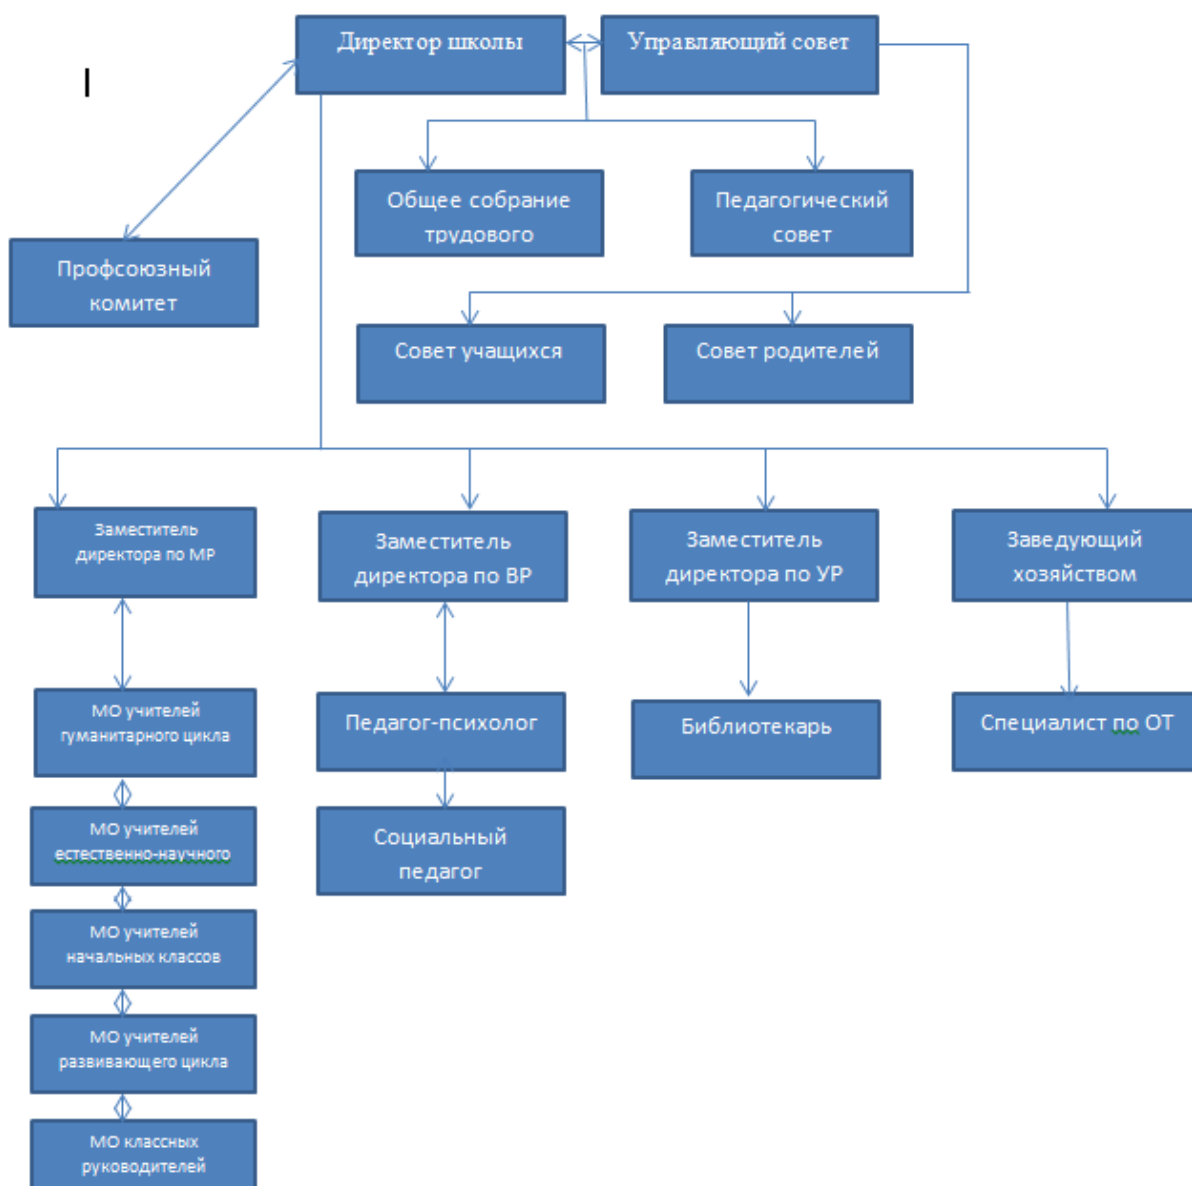 Директор школы
Управляющий совет
Общее собрание
трудового
Педагогический
совет
Профсоюзный
комитет
Совет учащихся
Совет родителей
Заместитель
директора по МР
Заместитель
директора по ВР
Заместитель
директора по УР
Заведующий
хозяйством
МО учителей
гуманитарного цикла
Педагог-психолог
Библиотекарь
Специалист по ОТ
МО учителей
естественно-научного
Социальный
педагог
МО учителей
начальных классов
МО учителей
развивающего цикла
МО классных
руководителей